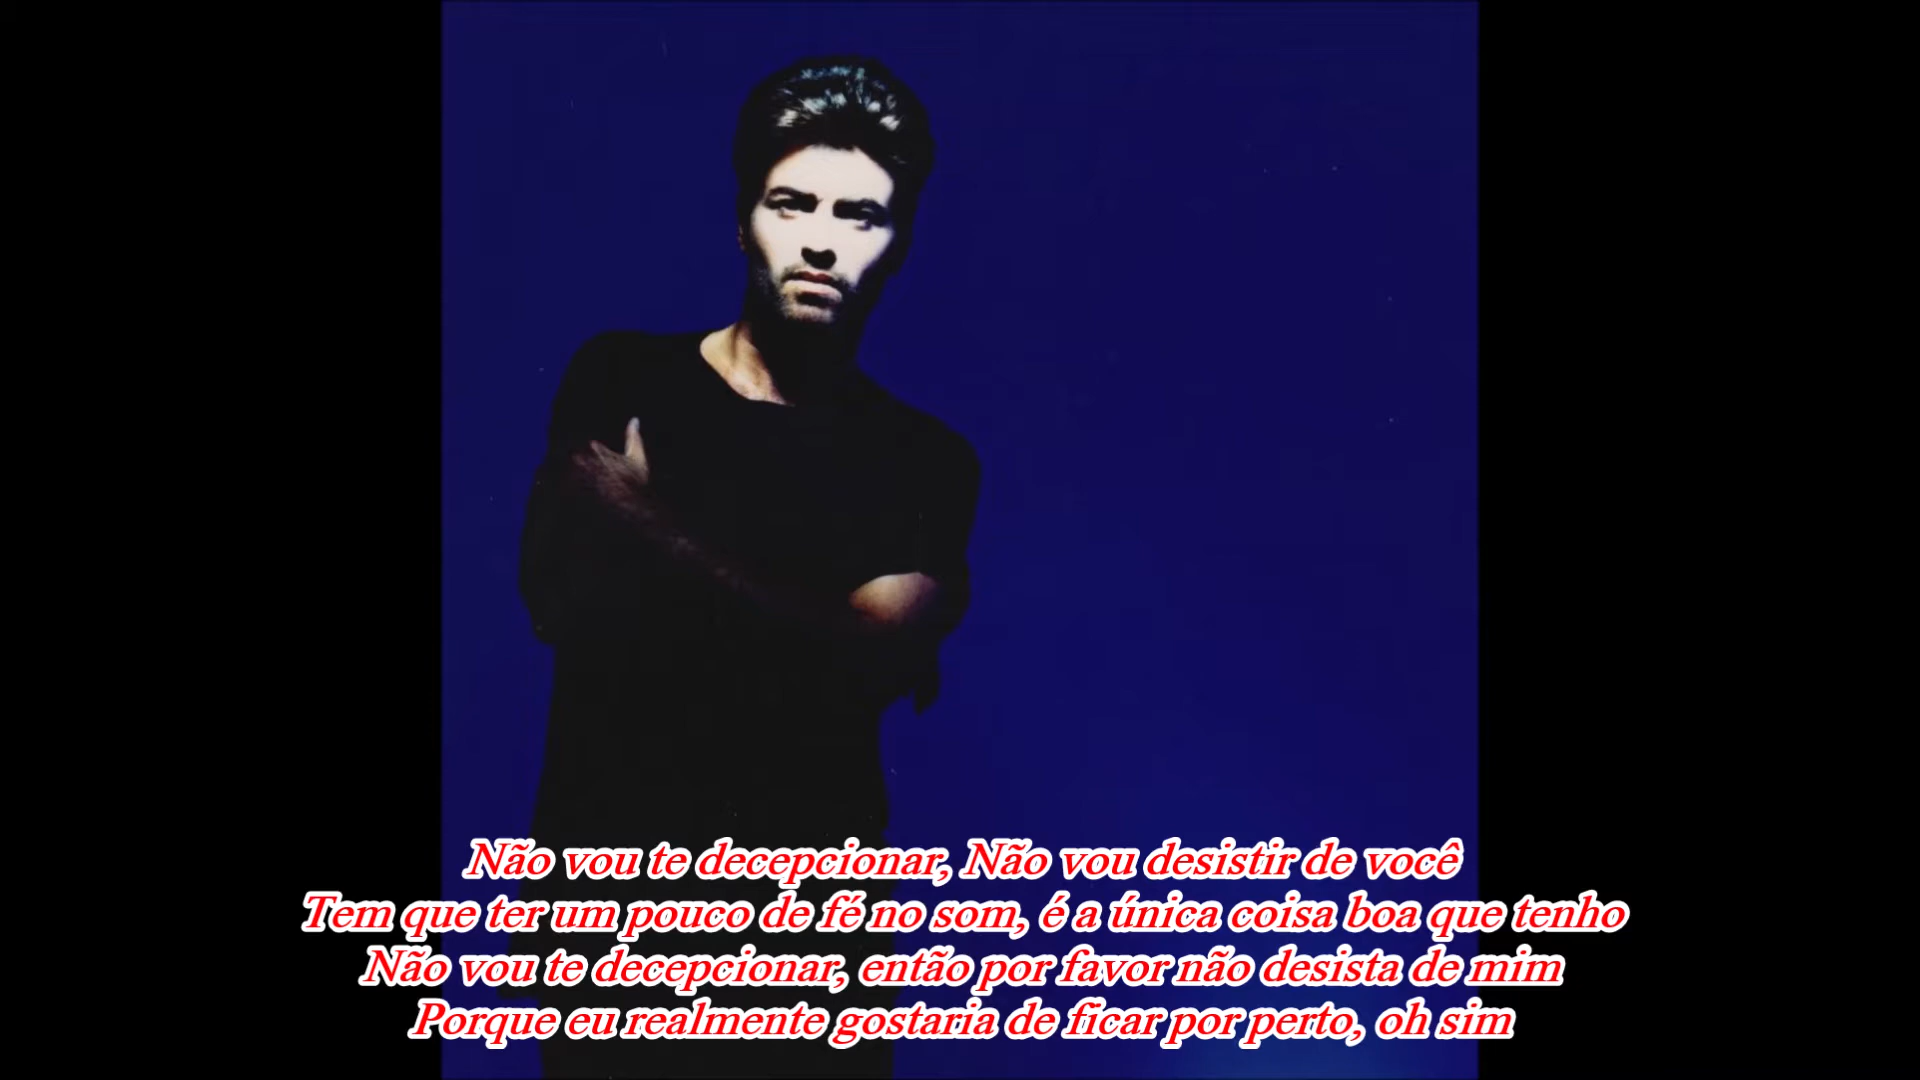 Não vou te decepcionar, Não vou desistir de você
Tem que ter um pouco de fé no som, é a única coisa boa que tenho
Não vou te decepcionar, então por favor não desista de mim
Porque eu realmente gostaria de ficar por perto, oh sim